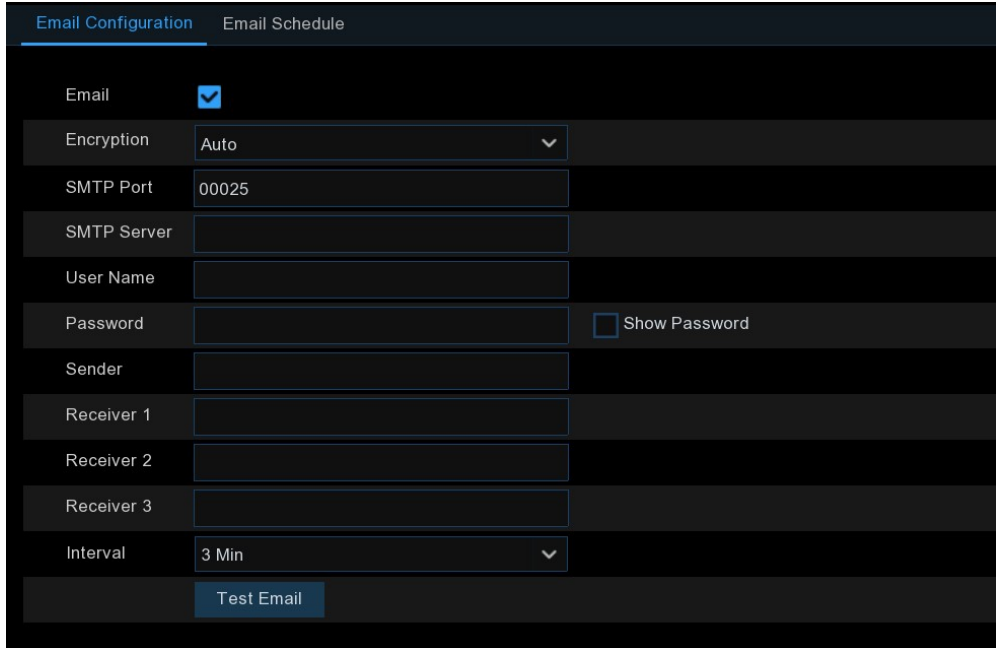 Email Configuration Email Schedule
Email
Encryption Auto
SMTP Port 00025
SMTP Server
User Name
Password Show Password
Sender
Receiver 1
Receiver 2
Receiver 3
Interval 3 Min
Test Email